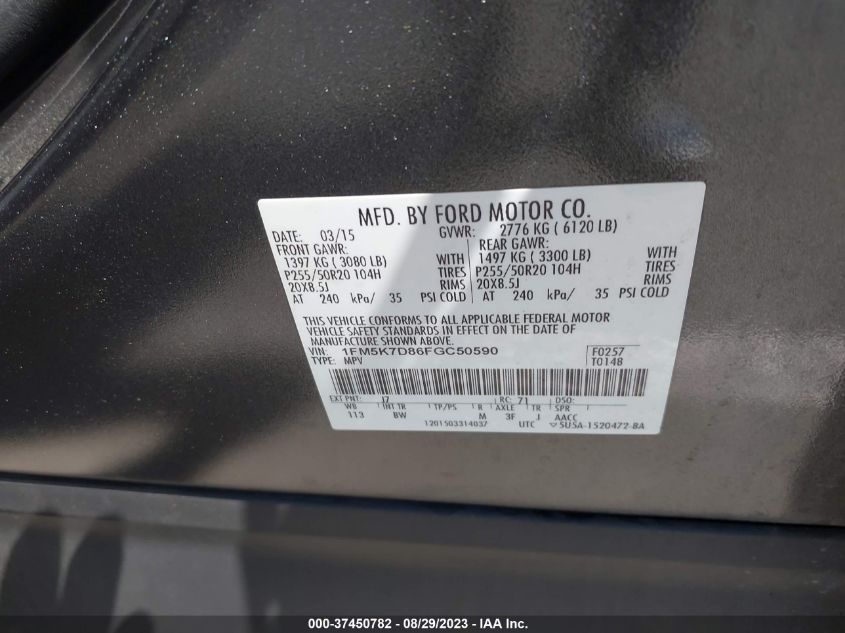 MFD. BY FORD MOTOR CO.
DATE: 03/15 GVWR: 2776 KG ( 6120 LB)
FRONT GAWR: REAR GAWR:
1397 KG ( 3080 LB) WITH 1497 KG ( 3300 LB) WITH
P255/50R20 104H TIRES P255/50R20 104H TIRES
20X8.5J RIMS 20X8.5J RIMS
AT 240 kPa/ 35 PSI COLD AT 240 kPa/ 35 PSI COLD
THIS VEHICLE CONFORMS TO ALL APPLICABLE FEDERAL MOTOR
VEHICLE SAFETY STANDARDS IN EFFECT ON THE DATE OF
MANUFACTURE SHOWN ABOVE.
VIN: 1FM5K7D86FGC50590 F0257
TYPE: MPV T0148
EXT PNT: J7 RC: 71 DSO:
WB INT TR TP/PS R AXLE TR SPR
113 BW M 3F J AACC
1201503314037 UTC SU5A-1520472-BA
000-37450782 - 08/29/2023 - IAA Inc.